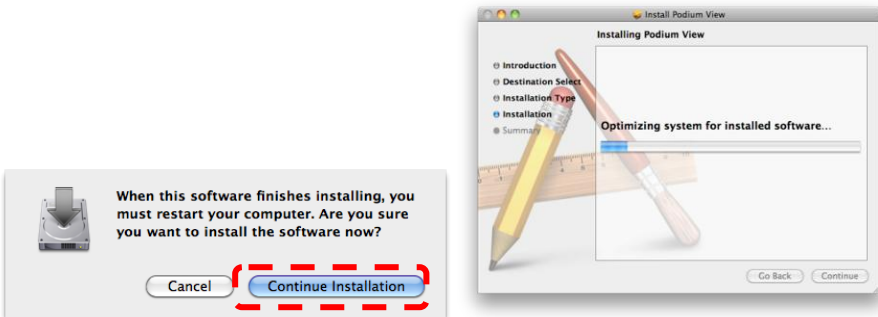 When this software finishes installing, you
must restart your computer. Are you sure
you want to install the software now?
Cancel
Continue Installation
Install Podium View
Installing Podium View
Introduction
Destination Select
Installation Type
Installation
Summary
Optimizing system for installed software...
Go Back
Continue